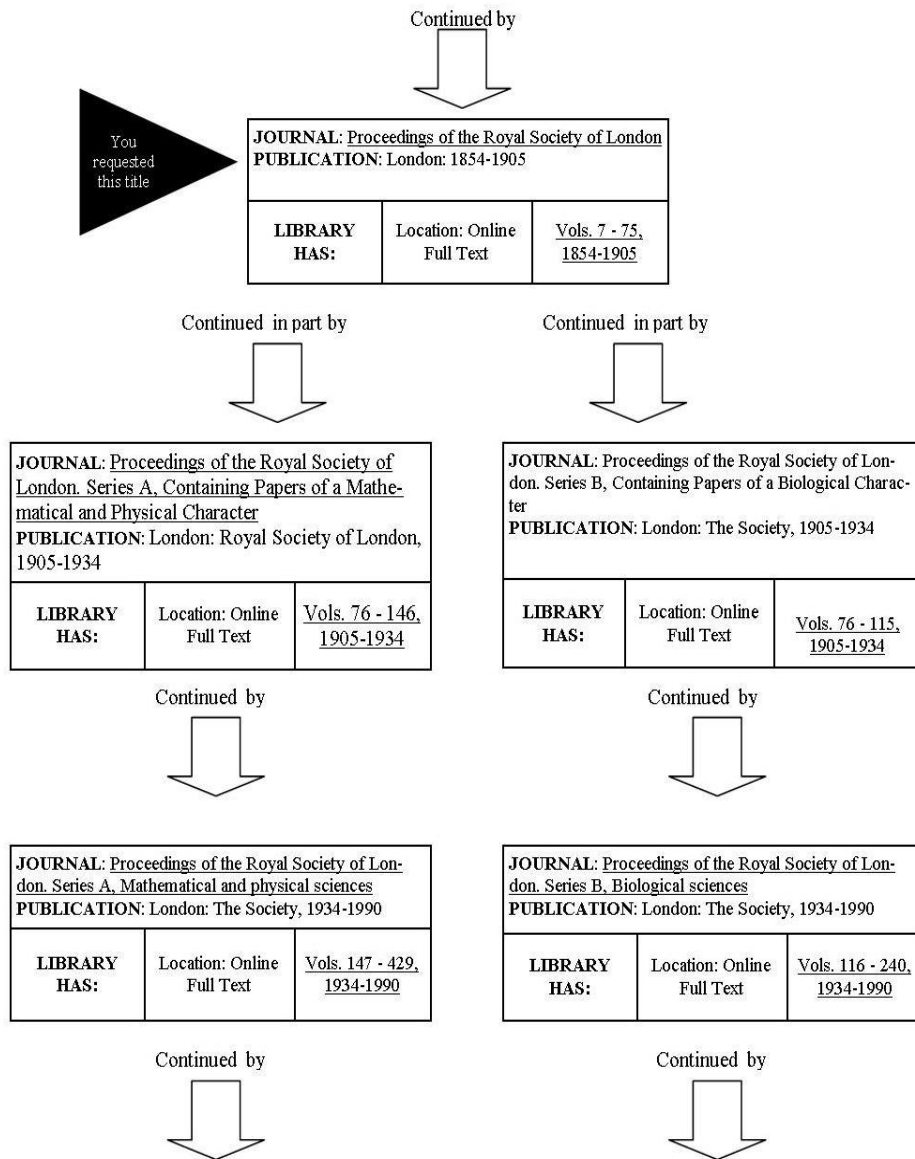 Continued by
You
requested
this title
JOURNAL: Proceedings of the Royal Society of London
PUBLICATION: London: 1854-1905
LIBRARY
HAS:
Location: Online
Full Text
Vols. 7 - 75,
1854-1905
Continued in part by
Continued in part by
JOURNAL: Proceedings of the Royal Society of
London. Series A, Containing Papers of a Mathe-
matical and Physical Character
PUBLICATION: London: Royal Society of London,
1905-1934
LIBRARY
HAS:
Location: Online
Full Text
Vols. 76 - 146,
1905-1934
JOURNAL: Proceedings of the Royal Society of Lon-
don. Series B, Containing Papers of a Biological Charac-
ter
PUBLICATION: London: The Society, 1905-1934
LIBRARY
HAS:
Location: Online
Full Text
Vols. 76 - 115,
1905-1934
Continued by
Continued by
JOURNAL: Proceedings of the Royal Society of Lon-
don. Series A, Mathematical and physical sciences
PUBLICATION: London: The Society, 1934-1990
LIBRARY
HAS:
Location: Online
Full Text
Vols. 147 - 429,
1934-1990
JOURNAL: Proceedings of the Royal Society of Lon-
don. Series B, Biological sciences
PUBLICATION: London: The Society, 1934-1990
LIBRARY
HAS:
Location: Online
Full Text
Vols. 116 - 240,
1934-1990
Continued by
Continued by